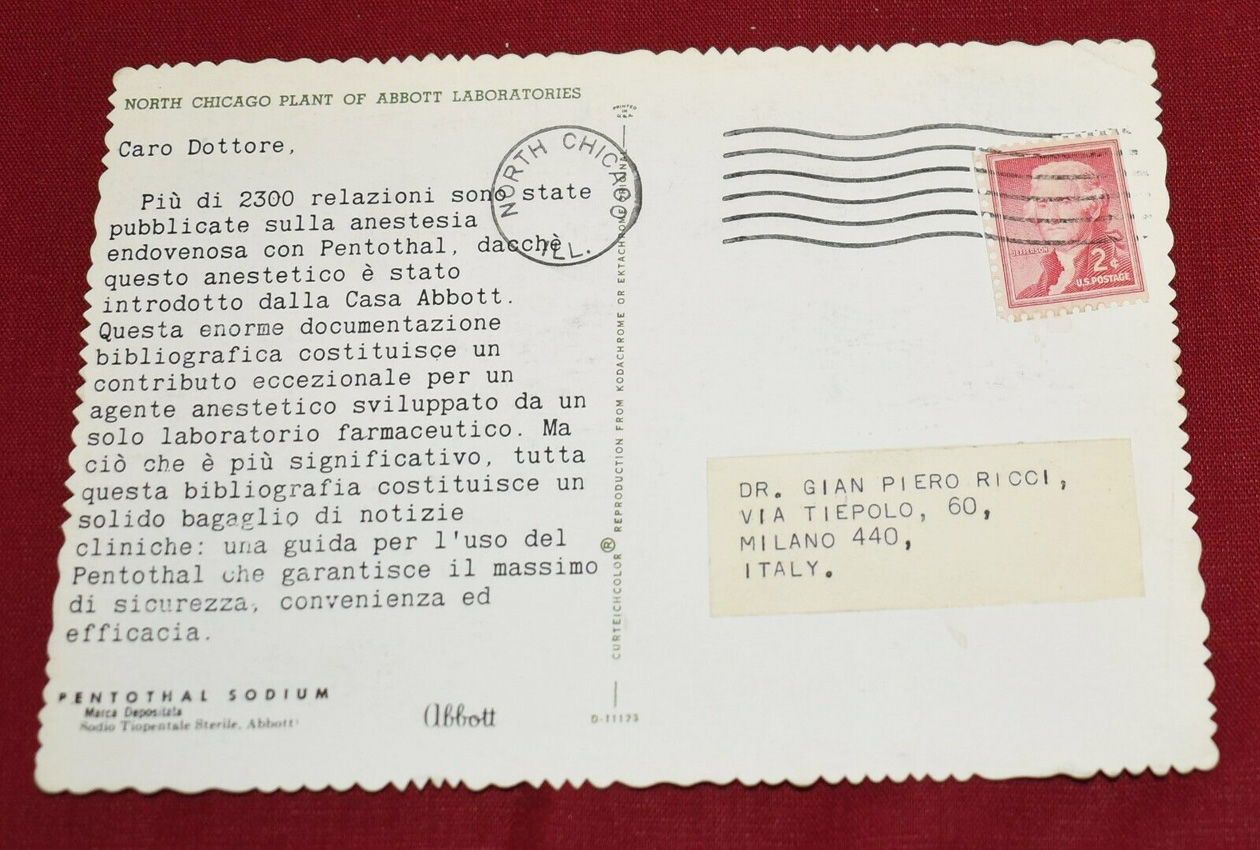 NORTH CHICAGO PLANT OF ABBOTT LABORATORIES
Caro Dottore,
Più di 2300 relazioni sono state
pubblicate sulla anestesia
endovenosa con Pentothal, dacchè
questo anestetico è stato
introdotto dalla Casa Abbott.
Questa enorme documentazione
bibliografica costituisce un
contributo eccezionale per un
agente anestetico sviluppato da un
solo laboratorio farmaceutico. Ma
ciò che è più significativo, tutta
questa bibliografia costituisce un
solido bagaglio di notizie
cliniche: una guida per l'uso del
Pentothal che garantisce il massimo
di sicurezza, convenienza ed
efficacia.
PENTOTHAL SODIUM
Marca Depositata
Sodio Tiopentale Sterile, Abbott
Abbott
D-11173
CURTEICHCOLOR ® REPRODUCTION FROM KODACHROME OR EKTACHROME ORIGINAL
PRINTED
NORTH CHICAGO
ILL.
JEFFERSON
2¢
U.S. POSTAGE
DR. GIAN PIERO RICCI,
VIA TIEPOLO, 60,
MILANO 440,
ITALY.